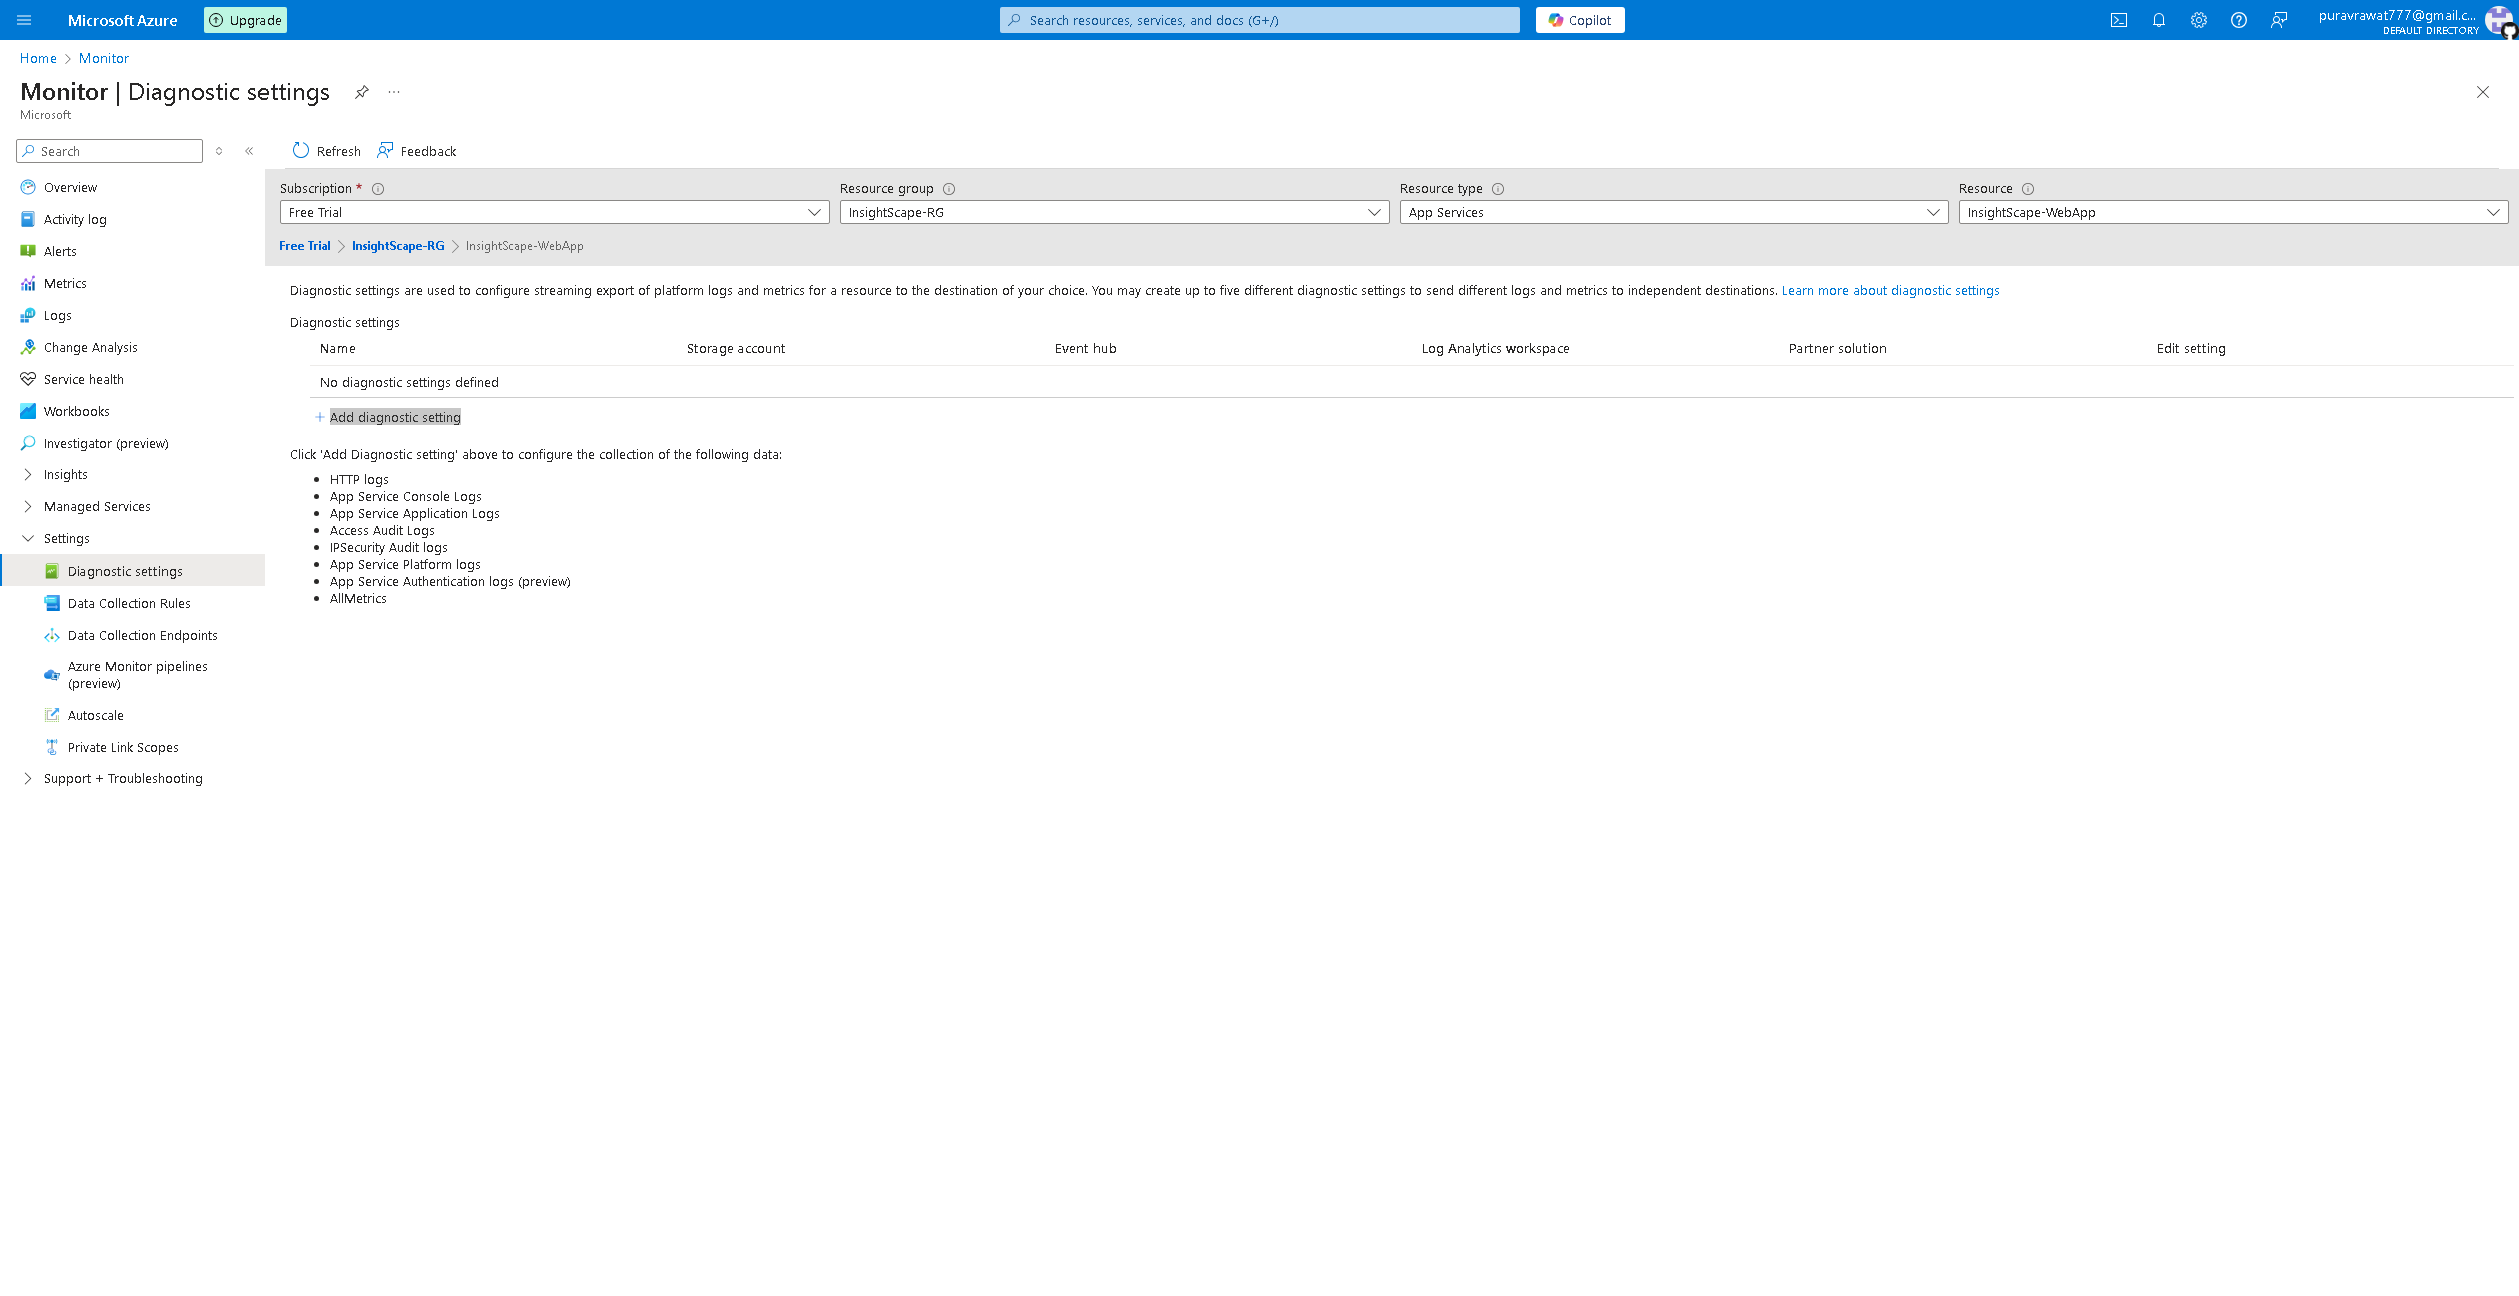 Microsoft Azure
Upgrade
Search resources, services, and docs (G+/)
Copilot
puravrawat777@gmail.c...
DEFAULT DIRECTORY
Home > Monitor
Monitor | Diagnostic settings
...
Microsoft
Search
Refresh
Feedback
Overview
Activity log
Alerts
Metrics
Logs
Change Analysis
Service health
Workbooks
Investigator (preview)
Insights
Managed Services
Settings
Diagnostic settings
Data Collection Rules
Data Collection Endpoints
Azure Monitor pipelines
(preview)
Autoscale
Private Link Scopes
Support + Troubleshooting
Subscription *
Resource group
Resource type
Resource
Free Trial
InsightScape-RG
App Services
InsightScape-WebApp
Free Trial > InsightScape-RG > InsightScape-WebApp
Diagnostic settings are used to configure streaming export of platform logs and metrics for a resource to the destination of your choice. You may create up to five different diagnostic settings to send different logs and metrics to independent destinations. Learn more about diagnostic settings
Diagnostic settings
Name
Storage account
Event hub
Log Analytics workspace
Partner solution
Edit setting
No diagnostic settings defined
+ Add diagnostic setting
Click 'Add Diagnostic setting' above to configure the collection of the following data:
• HTTP logs
• App Service Console Logs
• App Service Application Logs
• Access Audit Logs
• IPSecurity Audit logs
• App Service Platform logs
• App Service Authentication logs (preview)
• AllMetrics